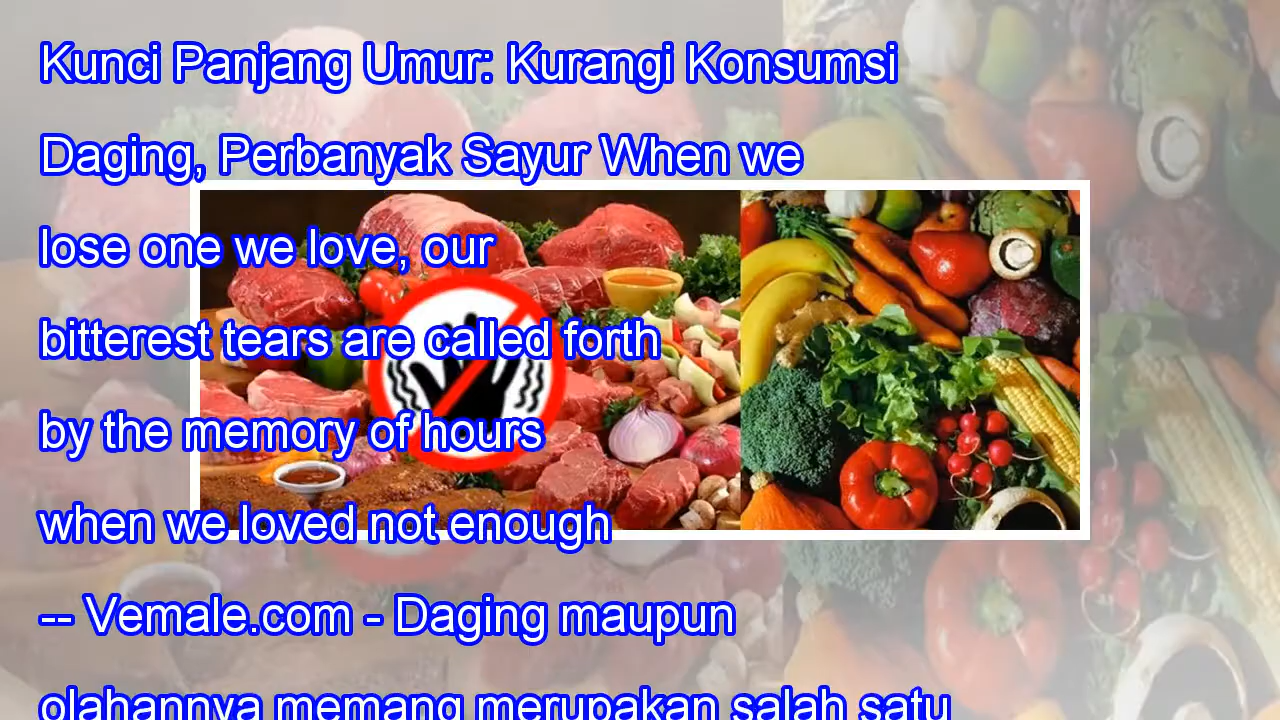 Kunci Panjang Umur: Kurangi Konsumsi
Daging, Perbanyak Sayur When we
lose one we love, our
bitterest tears are called forth
by the memory of hours
when we loved not enough
-- Vemale.com - Daging maupun
olahannya memang merupakan salah satu